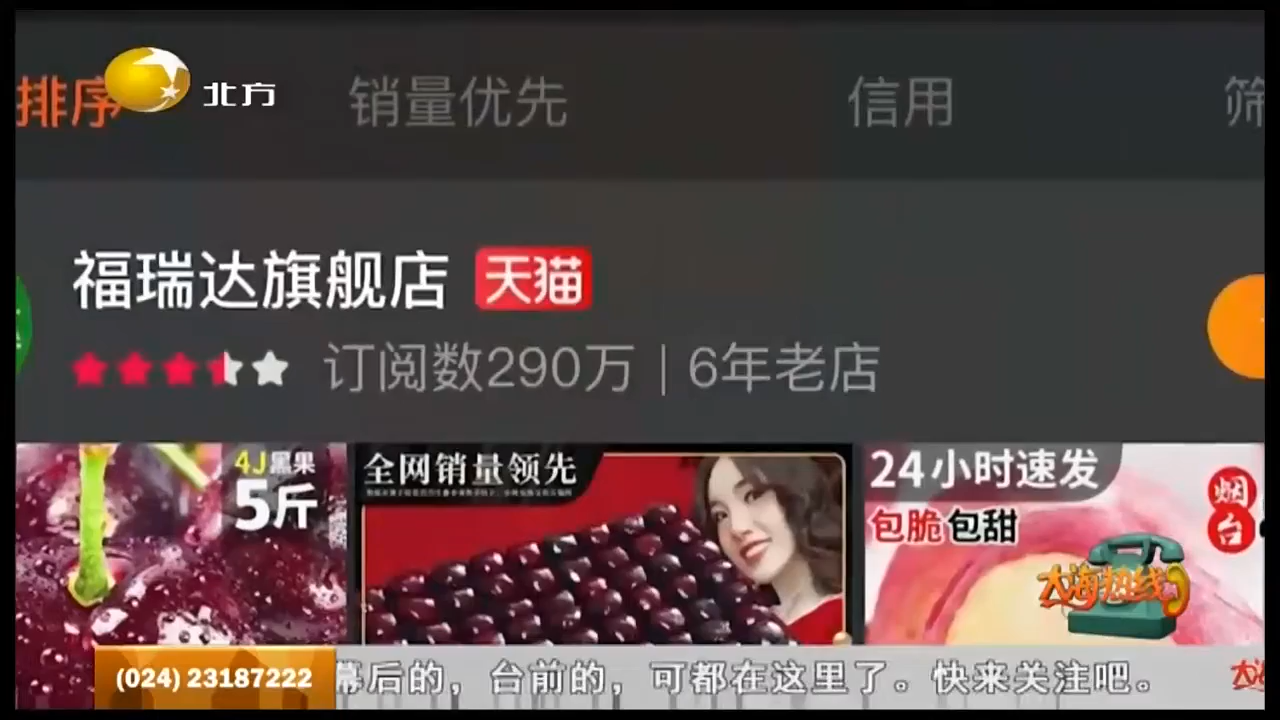 排序
北方
销量优先
信用
筛
福瑞达旗舰店
天猫
订阅数290万 | 6年老店
4J黑果
5斤
全网销量领先
24小时速发
包脆包甜
烟台
大海热线
(024) 23187222
幕后的，台前的，可都在这里了。快来关注吧。